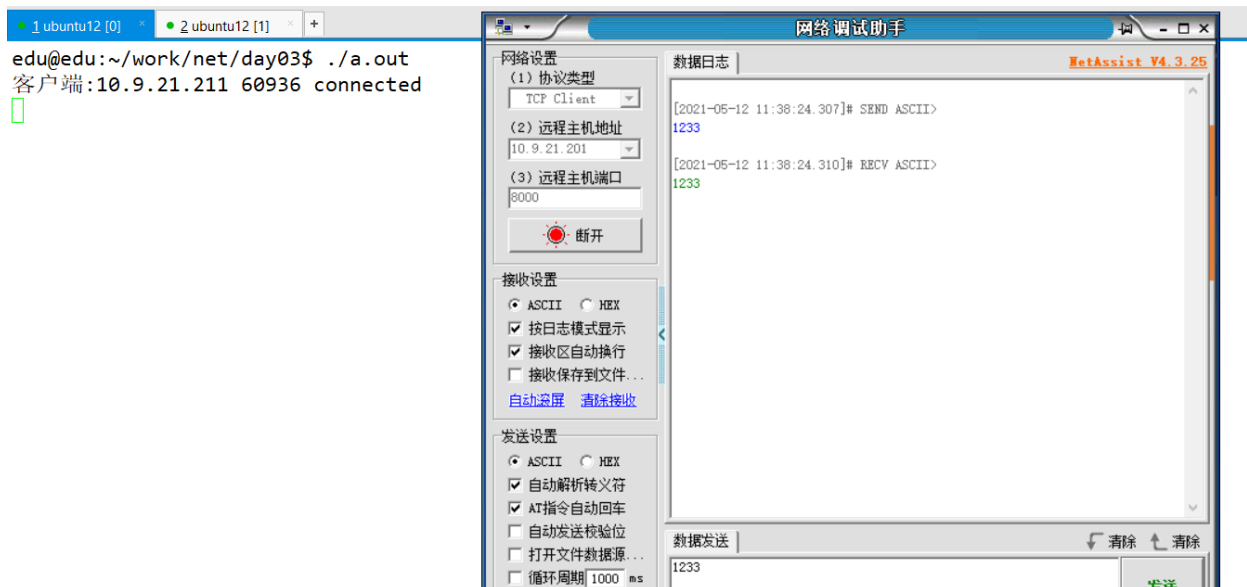 1 ubuntu12 [0] × 2 ubuntu12 [1] × +
edu@edu:~/work/net/day03$ ./a.out
客户端:10.9.21.211 60936 connected
网络调试助手
网络设置
(1) 协议类型
TCP Client
(2) 远程主机地址
10.9.21.201
(3) 远程主机端口
8000
断开
接收设置
ASCII HEX
按日志模式显示
接收区自动换行
接收保存到文件...
自动滚屏 清除接收
发送设置
ASCII HEX
自动解析转义符
AT指令自动回车
自动发送校验位
打开文件数据源...
循环周期 1000 ms
数据日志 NetAssist V4.3.25
[2021-05-12 11:38:24.307]# SEND ASCII>
1233
[2021-05-12 11:38:24.310]# RECV ASCII>
1233
数据发送 清除 清除
1233
发送